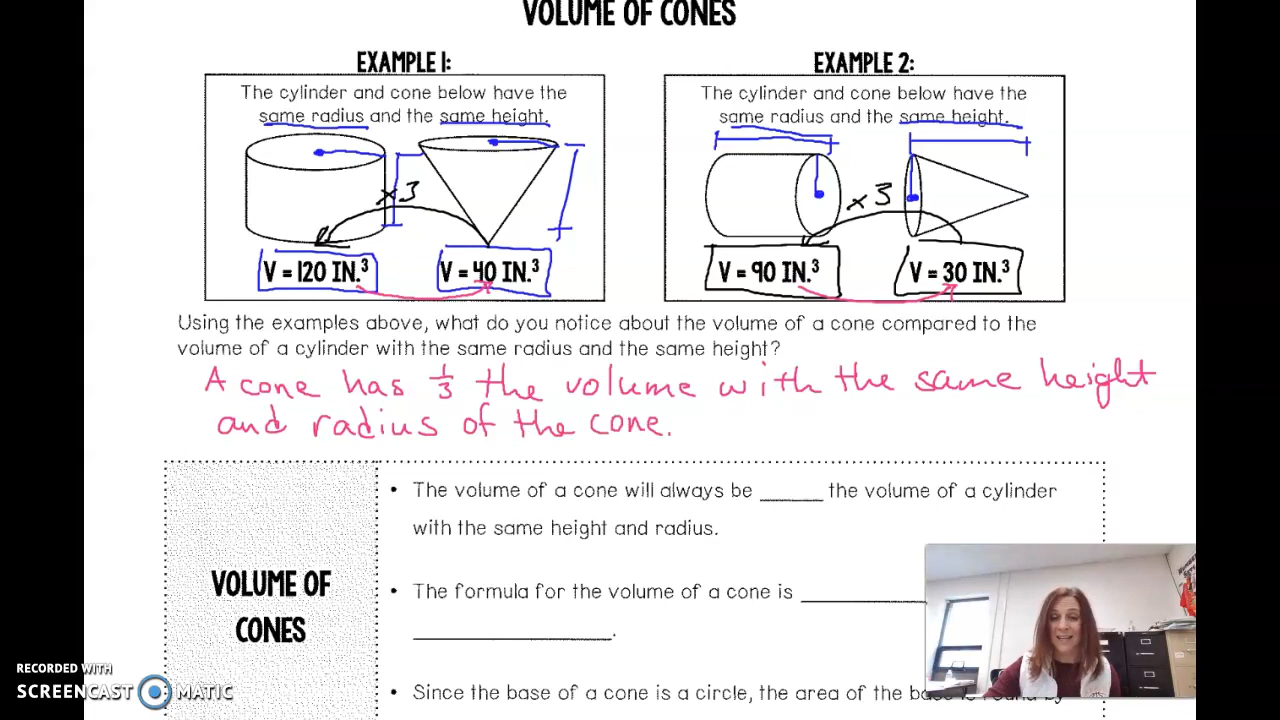 VOLUME OF CONES
EXAMPLE 1:
The cylinder and cone below have the
same radius and the same height.
×3
V = 120 IN.³
V = 40 IN.³
EXAMPLE 2:
The cylinder and cone below have the
same radius and the same height.
×3
V = 90 IN.³
V = 30 IN.³
Using the examples above, what do you notice about the volume of a cone compared to the
volume of a cylinder with the same radius and the same height?
A cone has 1/3 the volume with the same height
and radius of the cone.
VOLUME OF
CONES
• The volume of a cone will always be ______ the volume of a cylinder
with the same height and radius.
• The formula for the volume of a cone is ____________
___________________.
• Since the base of a cone is a circle, the area of the base is found by
RECORDED WITH
SCREENCAST MATIC